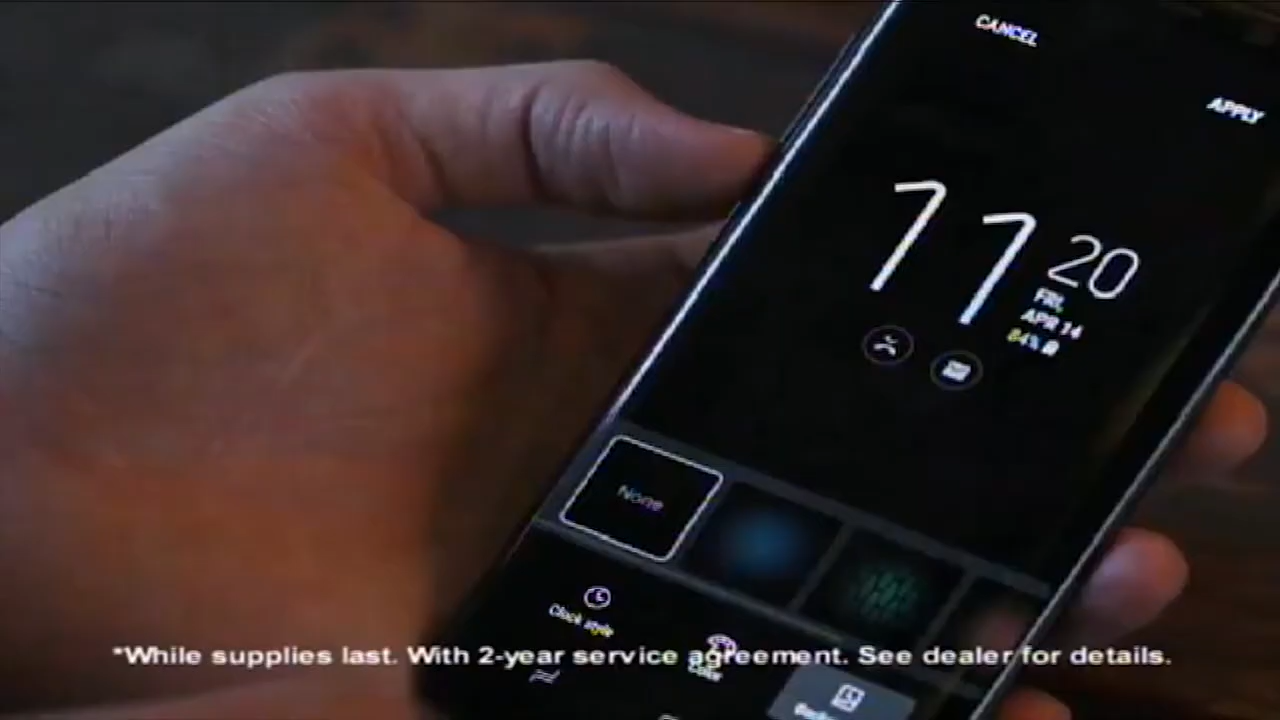 CANCEL
APPLY
11
20
FRI,
APR 14
84%
None
Clock style
Color
*While supplies last. With 2-year service agreement. See dealer for details.